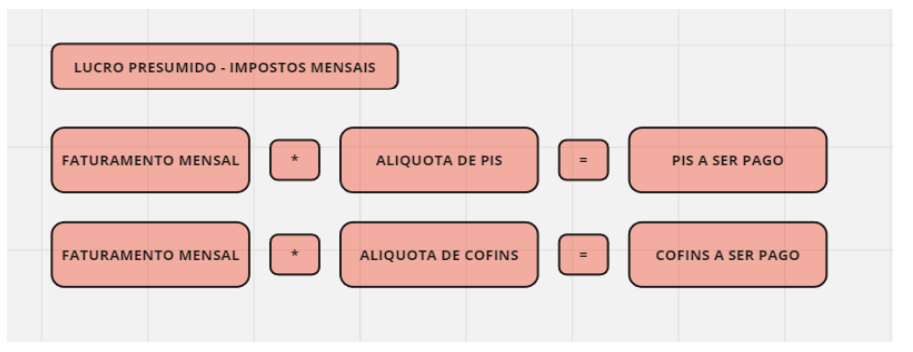 LUCRO PRESUMIDO - IMPOSTOS MENSAIS
FATURAMENTO MENSAL * ALIQUOTA DE PIS = PIS A SER PAGO
FATURAMENTO MENSAL * ALIQUOTA DE COFINS = COFINS A SER PAGO